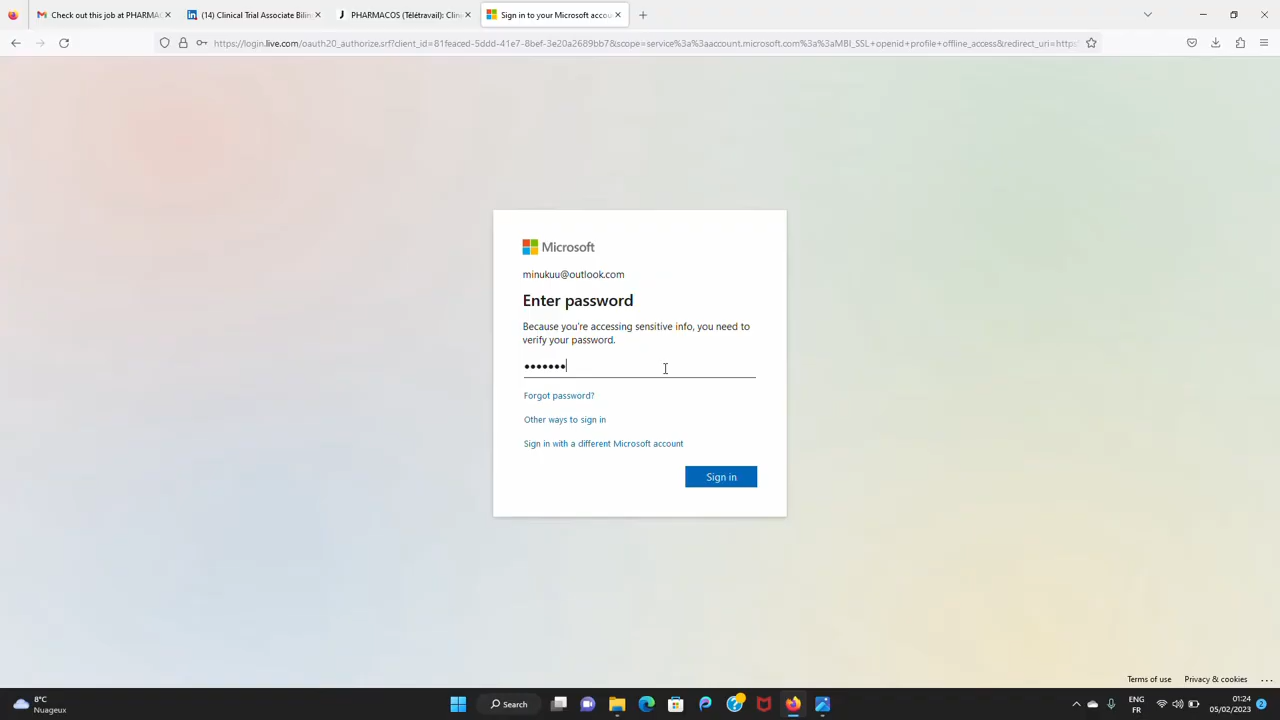 Check out this job at PHARMAC
(14) Clinical Trial Associate Bilin
PHARMACOS (Télétravail): Clin
Sign in to your Microsoft accou
https://login.live.com/oauth20_authorize.srf?client_id=81feaced-5ddd-41e7-8bef-3e20a2689bb7&scope=service%3a%3aaccount.microsoft.com%3a%3aMBI_SSL+openid+profile+offline_access&redirect_uri=https%
Microsoft
minukuu@outlook.com
Enter password
Because you're accessing sensitive info, you need to
verify your password.
•••••••
Forgot password?
Other ways to sign in
Sign in with a different Microsoft account
Sign in
Terms of use
Privacy & cookies
...
8°C
Nuageux
Search
ENG
FR
01:24
05/02/2023
2